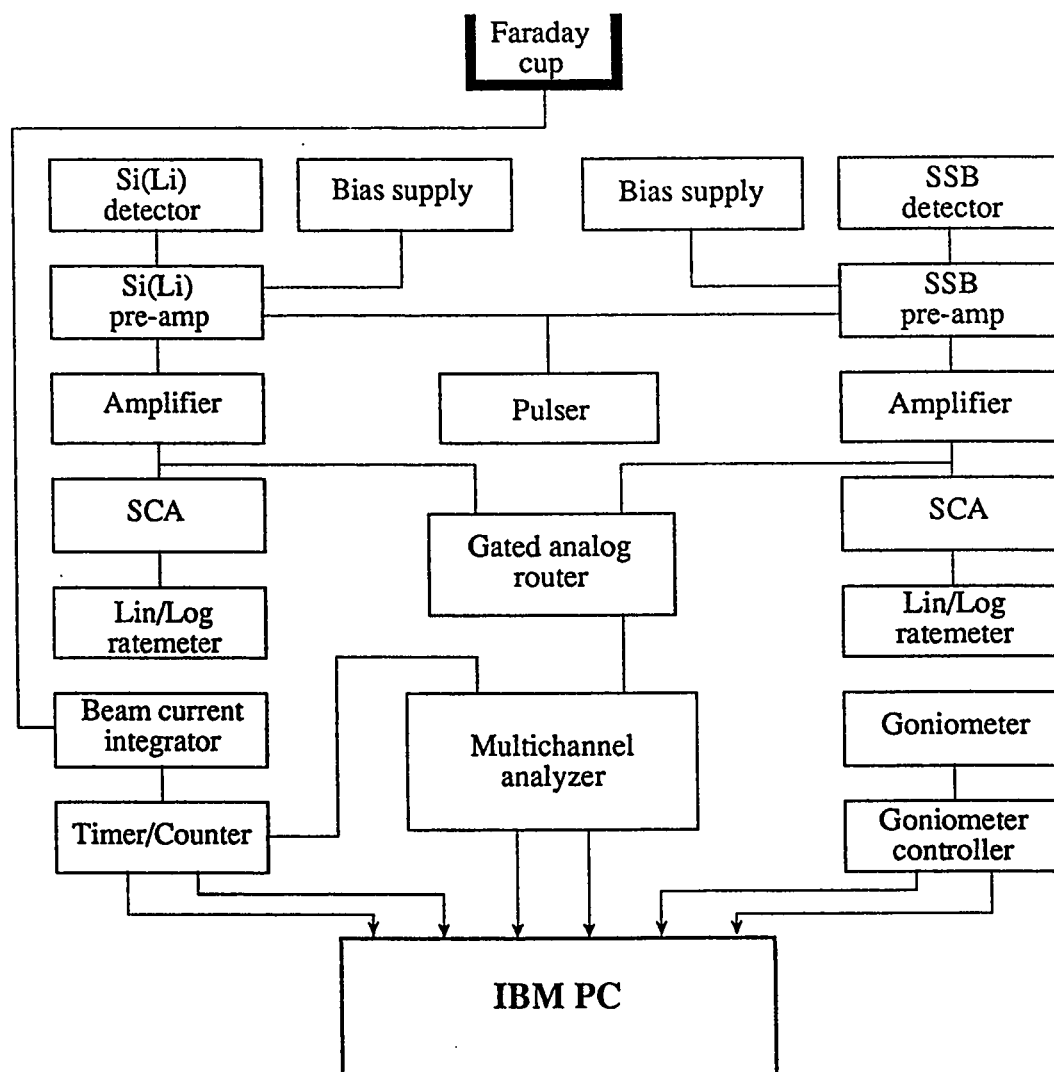 Faraday
cup
Si(Li)
detector
Bias supply
Bias supply
SSB
detector
Si(Li)
pre-amp
SSB
pre-amp
Amplifier
Pulser
Amplifier
SCA
Gated analog
router
SCA
Lin/Log
ratemeter
Lin/Log
ratemeter
Beam current
integrator
Multichannel
analyzer
Goniometer
Timer/Counter
Goniometer
controller
IBM PC